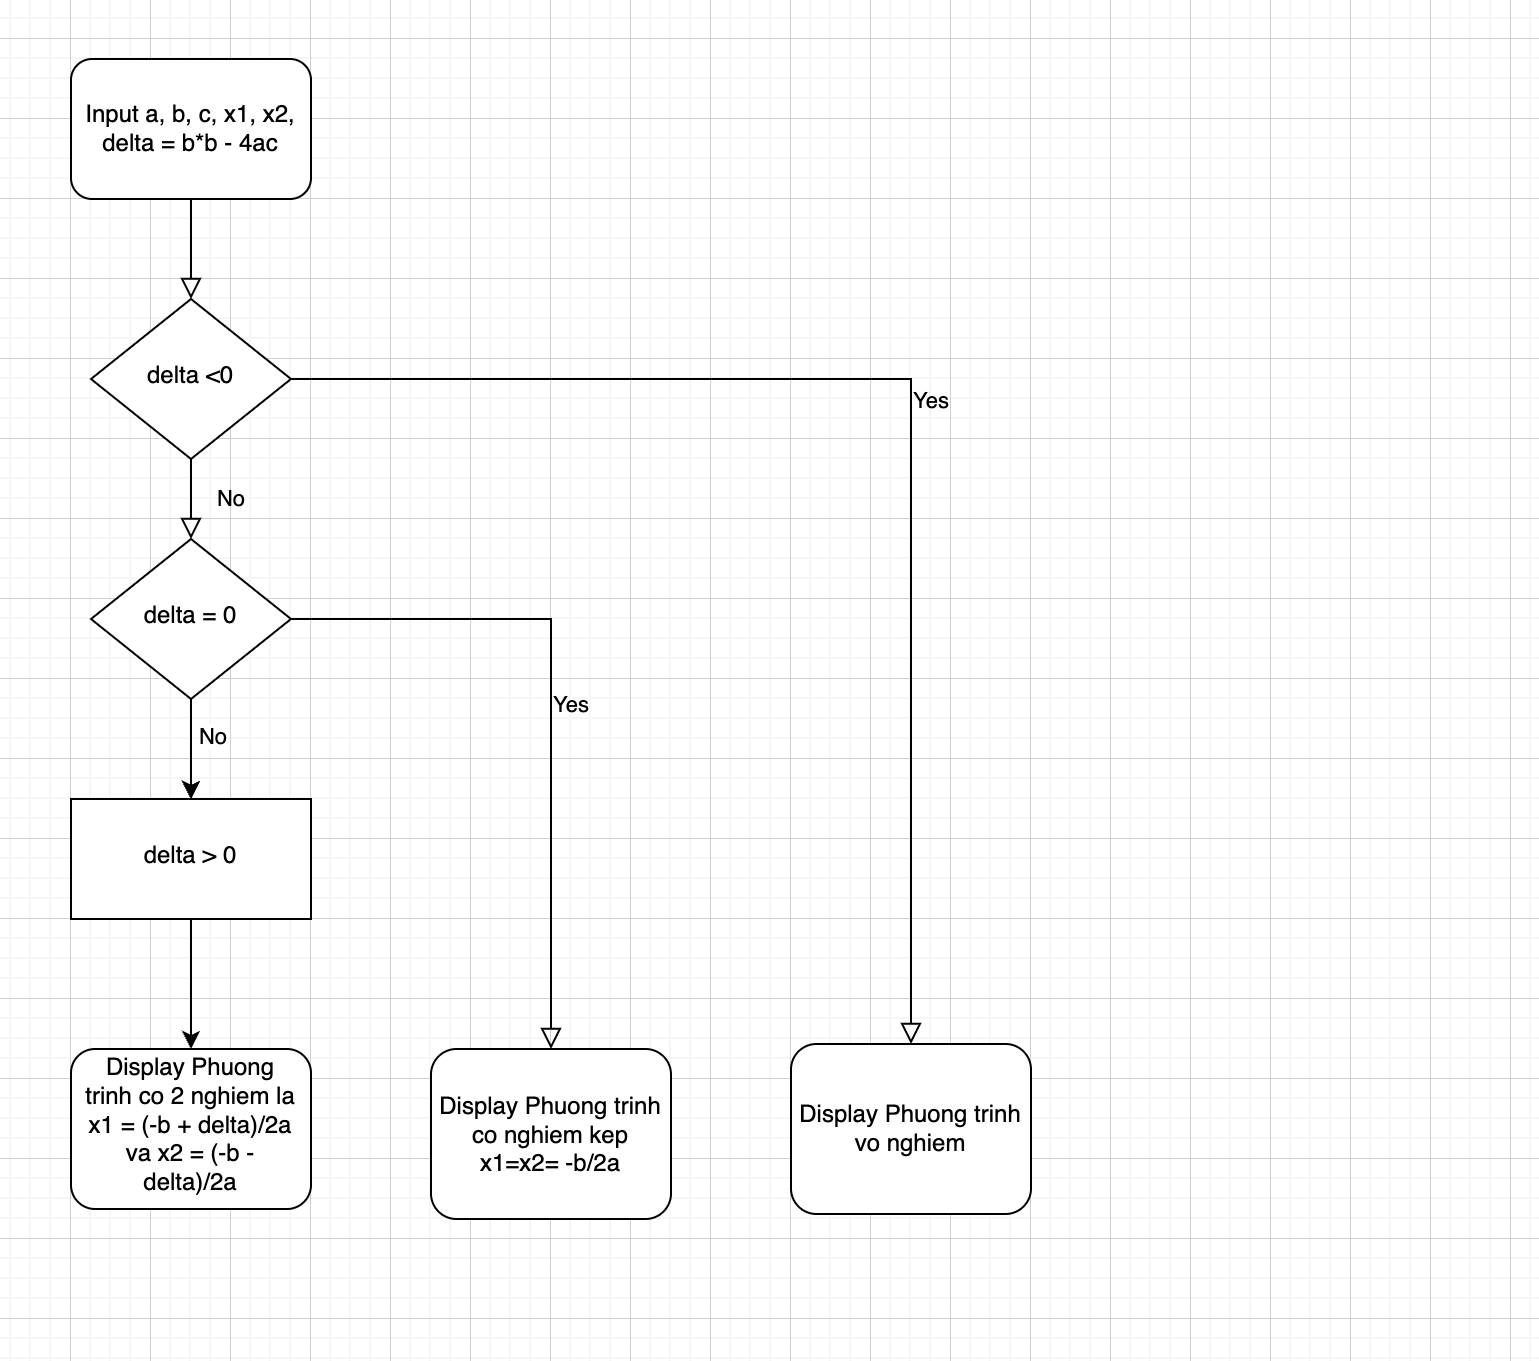 Input a, b, c, x1, x2,
delta = b*b - 4ac
delta <0
Yes
No
delta = 0
Yes
No
delta > 0
Display Phuong
trinh co 2 nghiem la
x1 = (-b + delta)/2a
va x2 = (-b -
delta)/2a
Display Phuong trinh
co nghiem kep
x1=x2= -b/2a
Display Phuong trinh
vo nghiem